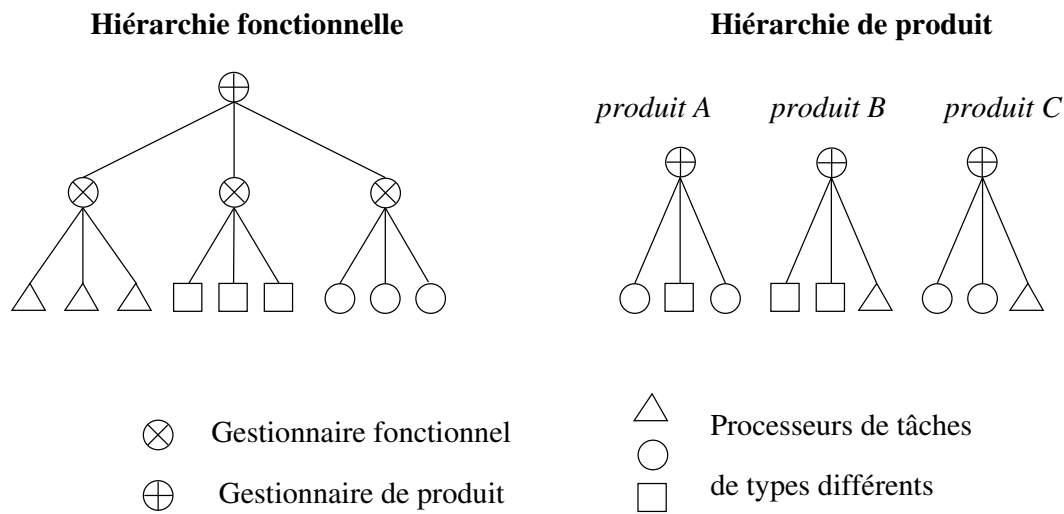 Hiérarchie fonctionnelle
Hiérarchie de produit
produit A
produit B
produit C
Gestionnaire fonctionnel
Gestionnaire de produit
Processeurs de tâches
de types différents